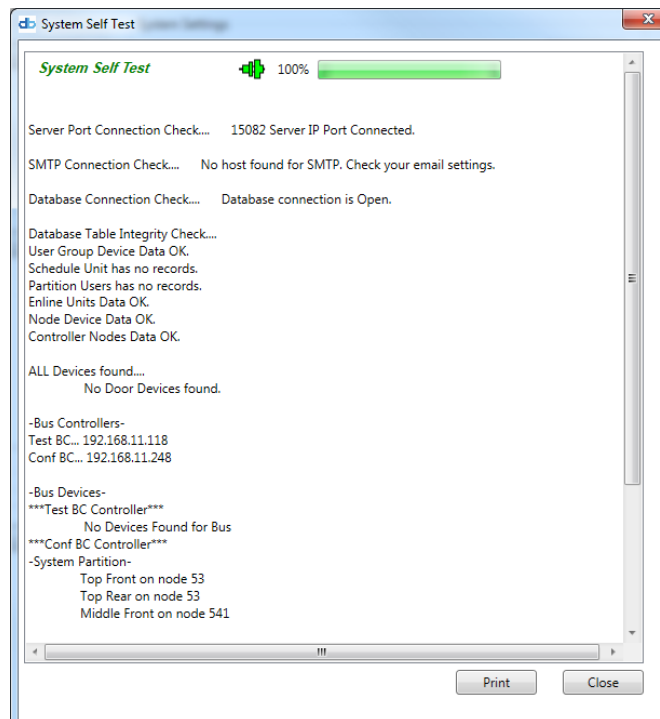 db System Self Test
System Self Test 100%
Server Port Connection Check.... 15082 Server IP Port Connected.
SMTP Connection Check.... No host found for SMTP. Check your email settings.
Database Connection Check.... Database connection is Open.
Database Table Integrity Check....
User Group Device Data OK.
Schedule Unit has no records.
Partition Users has no records.
Enline Units Data OK.
Node Device Data OK.
Controller Nodes Data OK.
ALL Devices found....
No Door Devices found.
-Bus Controllers-
Test BC... 192.168.11.118
Conf BC... 192.168.11.248
-Bus Devices-
***Test BC Controller***
No Devices Found for Bus
***Conf BC Controller***
-System Partition-
Top Front on node 53
Top Rear on node 53
Middle Front on node 541
Print Close